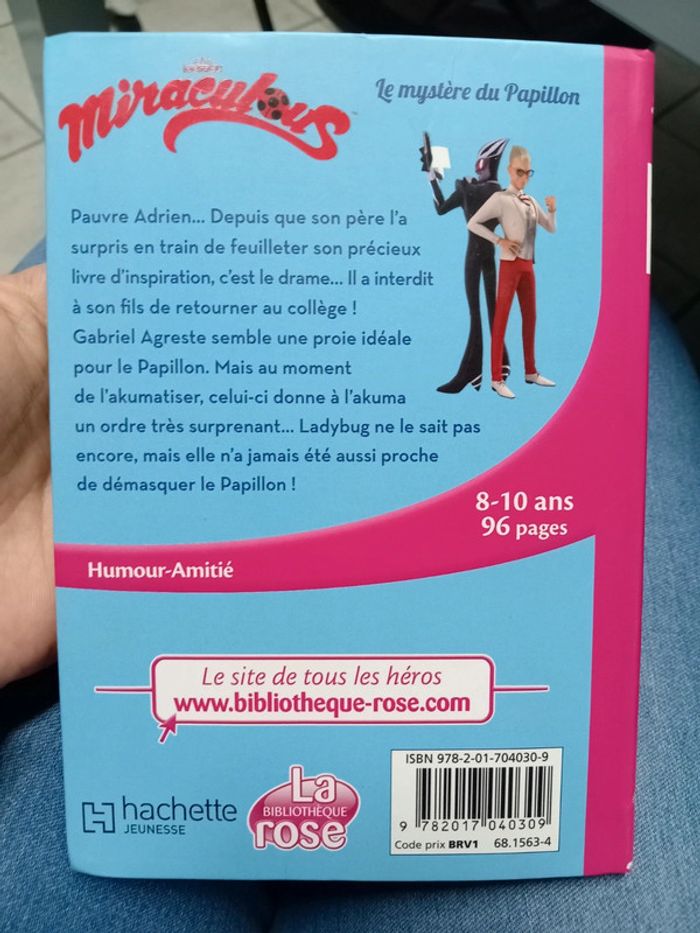 Miraculous
Le mystère du Papillon
Pauvre Adrien... Depuis que son père l'a
surpris en train de feuilleter son précieux
livre d'inspiration, c'est le drame... Il a interdit
à son fils de retourner au collège !
Gabriel Agreste semble une proie idéale
pour le Papillon. Mais au moment
de l'akumatiser, celui-ci donne à l'akuma
un ordre très surprenant... Ladybug ne le sait pas
encore, mais elle n'a jamais été aussi proche
de démasquer le Papillon !
8-10 ans
96 pages
Humour-Amitié
Le site de tous les héros
www.bibliotheque-rose.com
hachette
JEUNESSE
La
BIBLIOTHÈQUE
rose
ISBN 978-2-01-704030-9
9 782017 040309
Code prix BRV1 68.1563-4